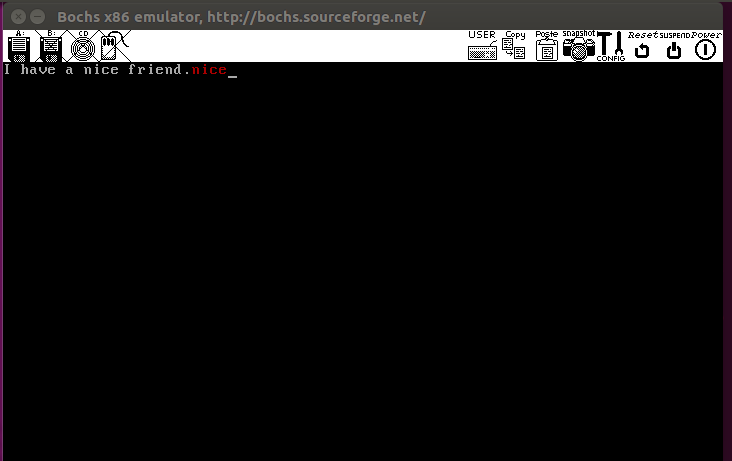 Bochs x86 emulator, http://bochs.sourceforge.net/
A: B: CD USER Copy Paste snapshot CONFIG Reset SUSPEND Power
I have a nice friend.nice_